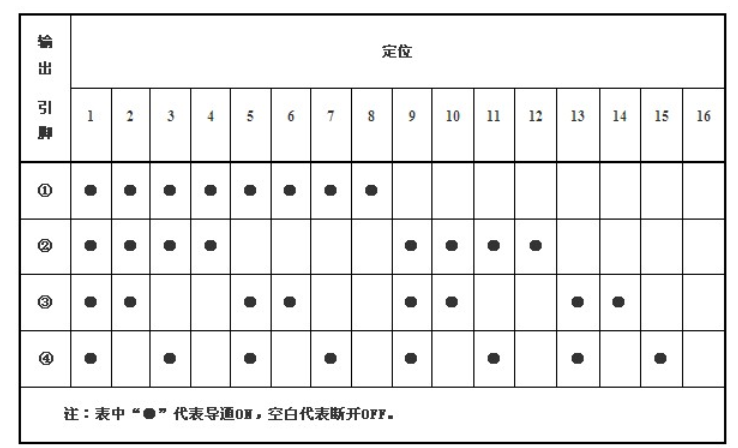 输出引脚 定位
1 2 3 4 5 6 7 8 9 10 11 12 13 14 15 16
① ● ● ● ● ● ● ● ●
② ● ● ● ● ● ● ● ●
③ ● ● ● ● ● ● ● ●
④ ● ● ● ● ● ● ● ●
注：表中“●”代表导通ON，空白代表断开OFF。